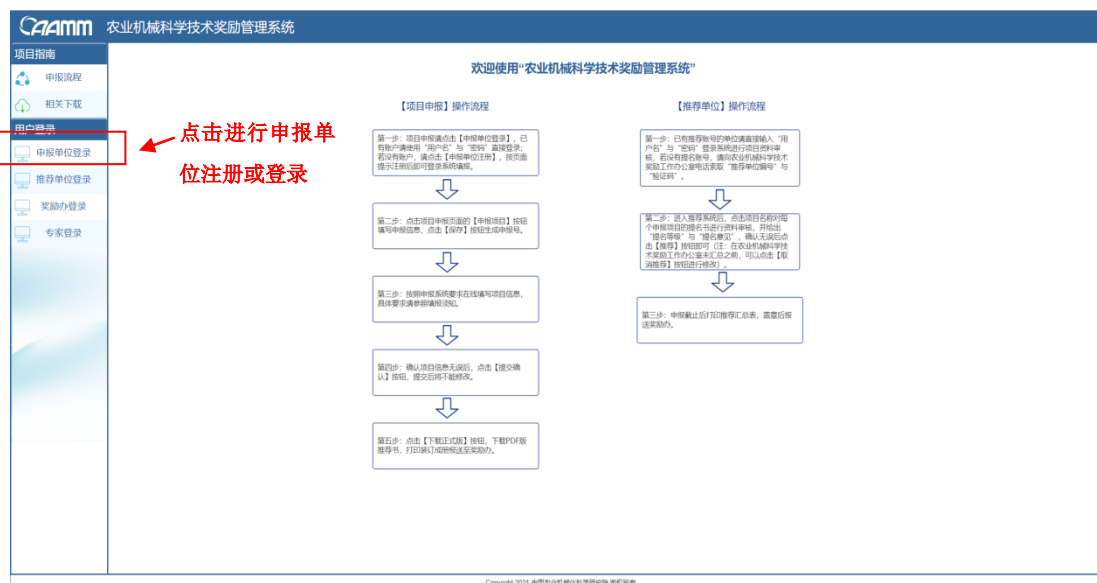 CAAMM 农业机械科学技术奖励管理系统
项目指南
申报流程
相关下载
用户登录
申报单位登录
推荐单位登录
奖励办登录
专家登录
点击进行申报单
位注册或登录
欢迎使用“农业机械科学技术奖励管理系统”
【项目申报】操作流程
第一步：项目申报请点击【申报单位登录】，已
有账户请使用“用户名”与“密码”直接登录；
若没有账户，请点击【申报单位注册】，按页面
提示注册后即可登录系统填报。
第二步：点击项目申报页面的【申报项目】按钮
填写申报信息，点击【保存】按钮生成申报号。
第三步：按照申报系统要求在线填写项目信息，
具体要求请参照填报须知。
第四步：确认项目信息无误后，点击【提交确
认】按钮，提交后将不能修改。
第五步：点击【下载正式版】按钮，下载PDF版
推荐书，打印装订成册报送至奖励办。
【推荐单位】操作流程
第一步：已有推荐账号的单位请直接输入“用
户名”与“密码”登录系统进行项目资料审
核，若没有提名账号，请向农业机械科学技术
奖励工作办公室电话索取“推荐单位编号”与
“验证码”。
第二步：进入推荐系统后，点击项目名称对每
个申报项目的提名书进行资料审核，并给出
“提名等级”与“提名意见”，确认无误后点
击【推荐】按钮即可（注：在农业机械科学技
术奖励工作办公室未汇总之前，可以点击【取
消推荐】按钮进行修改）。
第三步：申报截止后打印推荐汇总表，盖章后报
送奖励办。
Copyright 2021 中国农业机械化科学研究院 版权所有